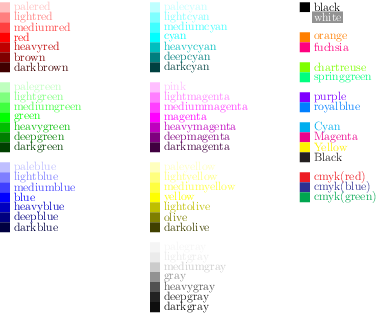 palered
lightred
mediumred
red
heavyred
brown
darkbrown
palegreen
lightgreen
mediumgreen
green
heavygreen
deepgreen
darkgreen
paleblue
lightblue
mediumblue
blue
heavyblue
deepblue
darkblue
palecyan
lightcyan
mediumcyan
cyan
heavycyan
deepcyan
darkcyan
pink
lightmagenta
mediummagenta
magenta
heavymagenta
deepmagenta
darkmagenta
paleyellow
lightyellow
mediumyellow
yellow
lightolive
olive
darkolive
palegray
lightgray
mediumgray
gray
heavygray
deepgray
darkgray
black
white
orange
fuchsia
chartreuse
springgreen
purple
royalblue
Cyan
Magenta
Yellow
Black
cmyk(red)
cmyk(blue)
cmyk(green)